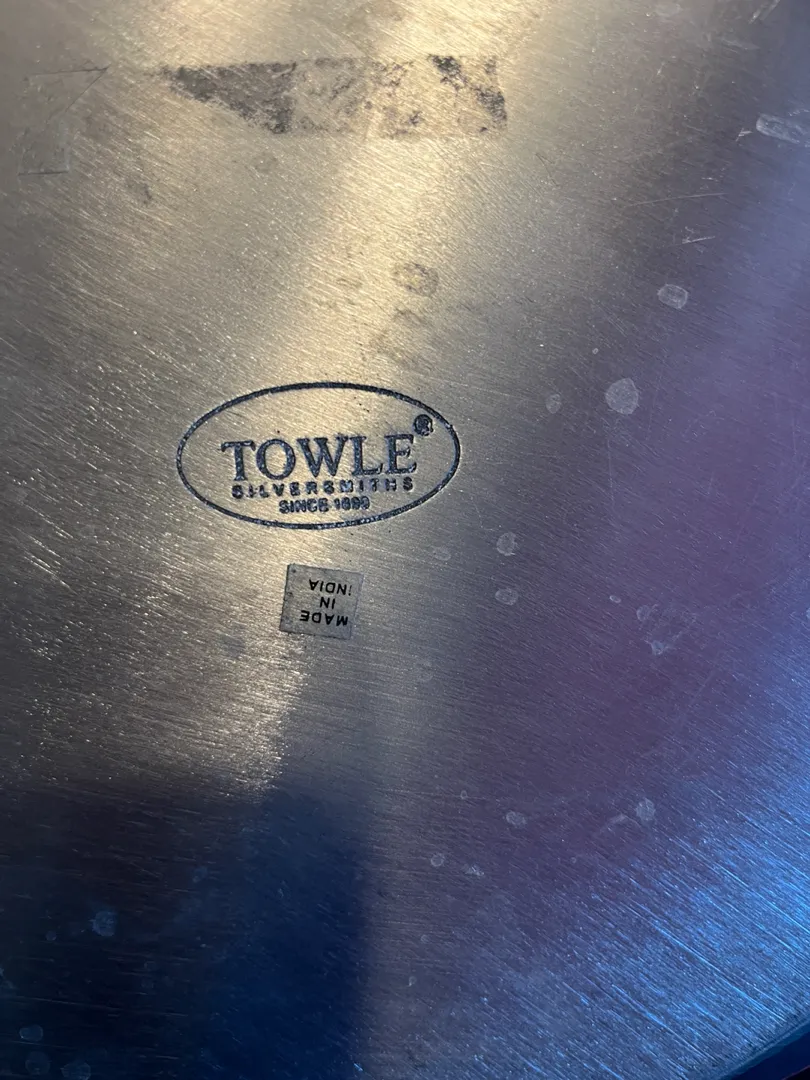 TOWLE®
SILVERSMITHS
SINCE 1690
MADE
IN
INDIA